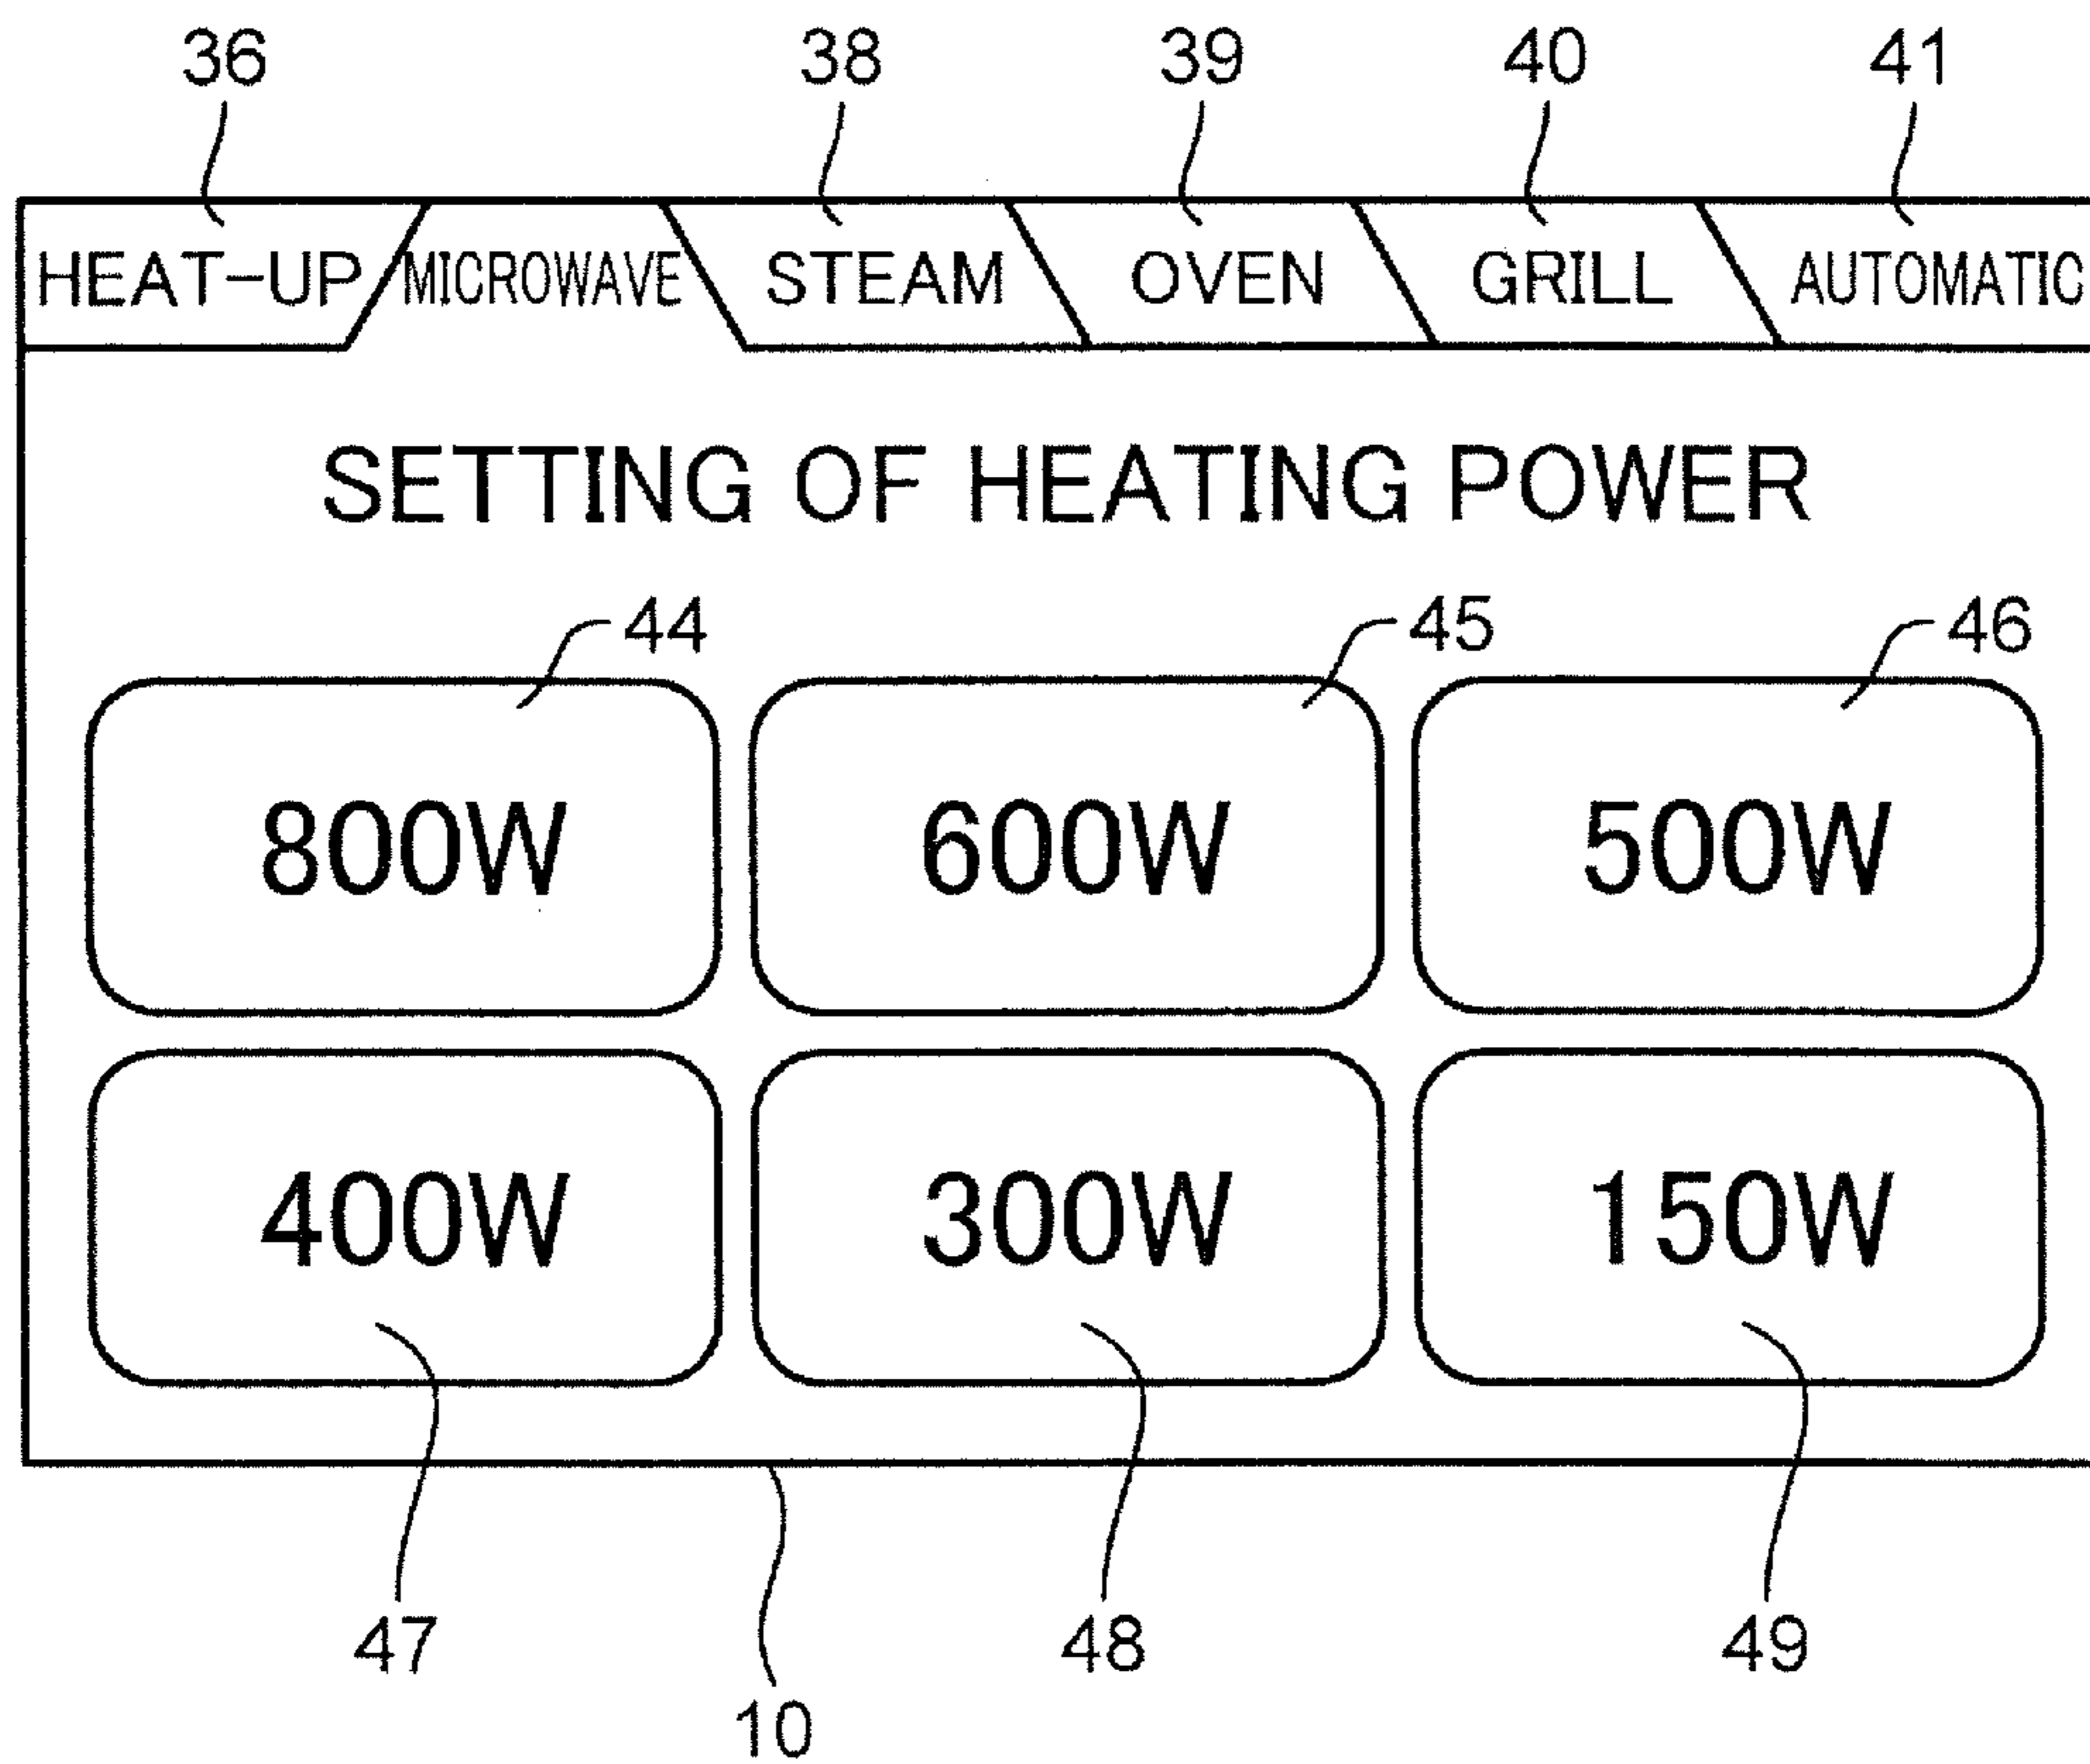 36 38 39 40 41
HEAT-UP MICROWAVE STEAM OVEN GRILL AUTOMATIC
SETTING OF HEATING POWER
44 45 46
800W 600W 500W
400W 300W 150W
47 48 49
10